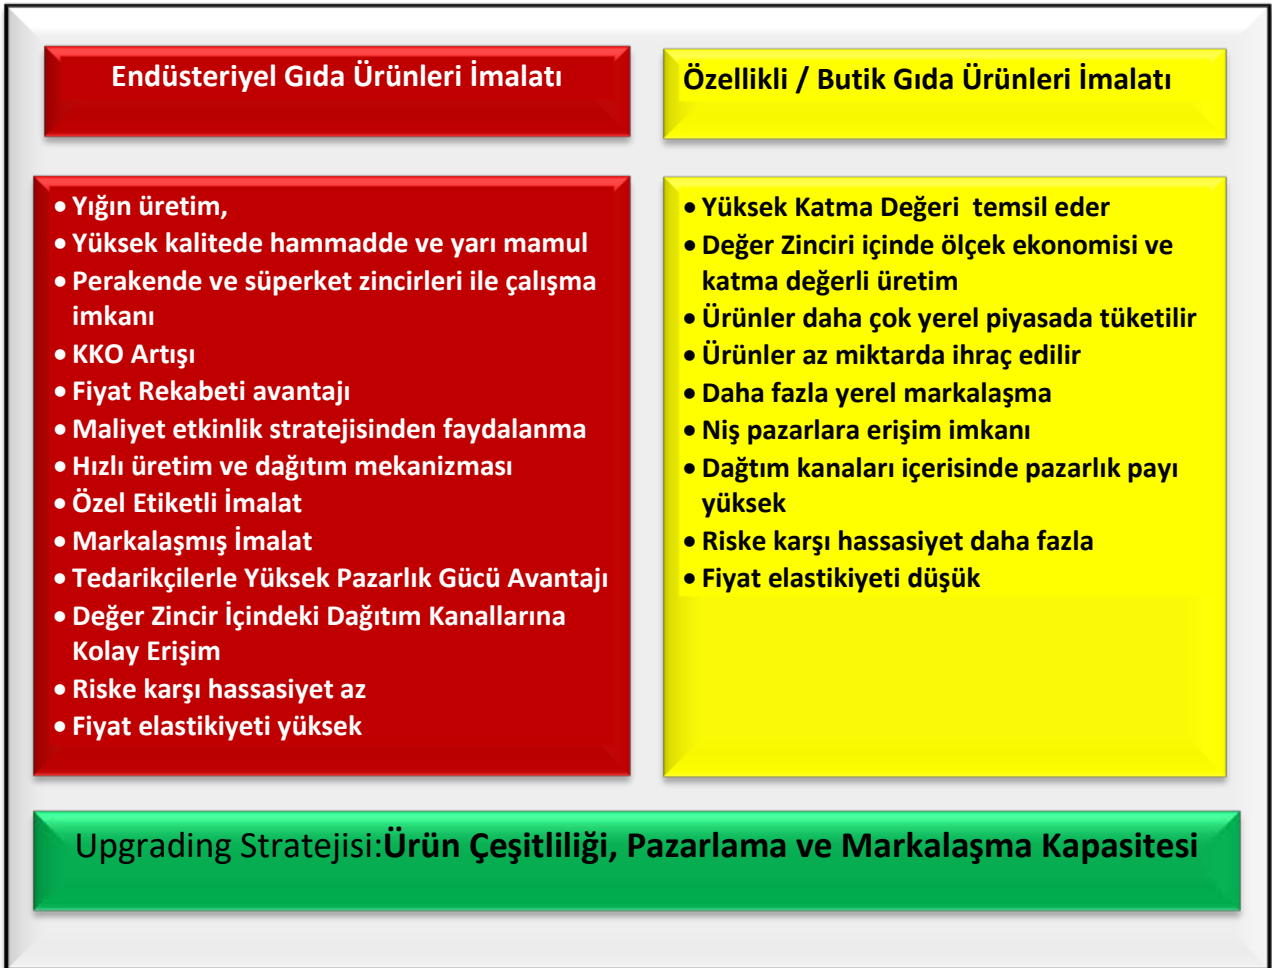 Endüsteriyel Gıda Ürünleri İmalatı
• Yığın üretim,
• Yüksek kalitede hammadde ve yarı mamul
• Perakende ve süperket zincirleri ile çalışma
imkanı
• KKO Artışı
• Fiyat Rekabeti avantajı
• Maliyet etkinlik stratejisinden faydalanma
• Hızlı üretim ve dağıtım mekanizması
• Özel Etiketli İmalat
• Markalaşmış İmalat
• Tedarikçilerle Yüksek Pazarlık Gücü Avantajı
• Değer Zincir İçindeki Dağıtım Kanallarına
Kolay Erişim
• Riske karşı hassasiyet az
• Fiyat elastikiyeti yüksek
Özellikli / Butik Gıda Ürünleri İmalatı
• Yüksek Katma Değeri temsil eder
• Değer Zinciri içinde ölçek ekonomisi ve
katma değerli üretim
• Ürünler daha çok yerel piyasada tüketilir
• Ürünler az miktarda ihraç edilir
• Daha fazla yerel markalaşma
• Niş pazarlara erişim imkanı
• Dağtım kanaları içerisinde pazarlık payı
yüksek
• Riske karşı hassasiyet daha fazla
• Fiyat elastikiyeti düşük
Upgrading Stratejisi:Ürün Çeşitliliği, Pazarlama ve Markalaşma Kapasitesi